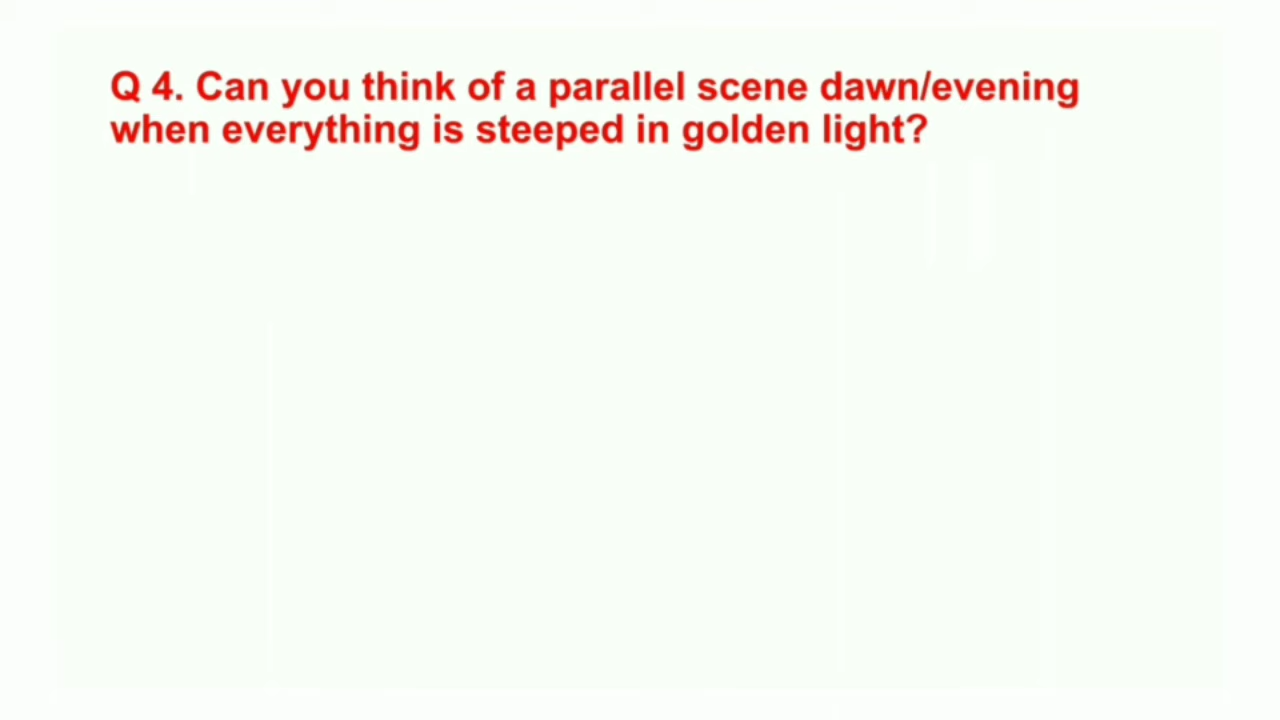 Q 4. Can you think of a parallel scene dawn/evening
when everything is steeped in golden light?